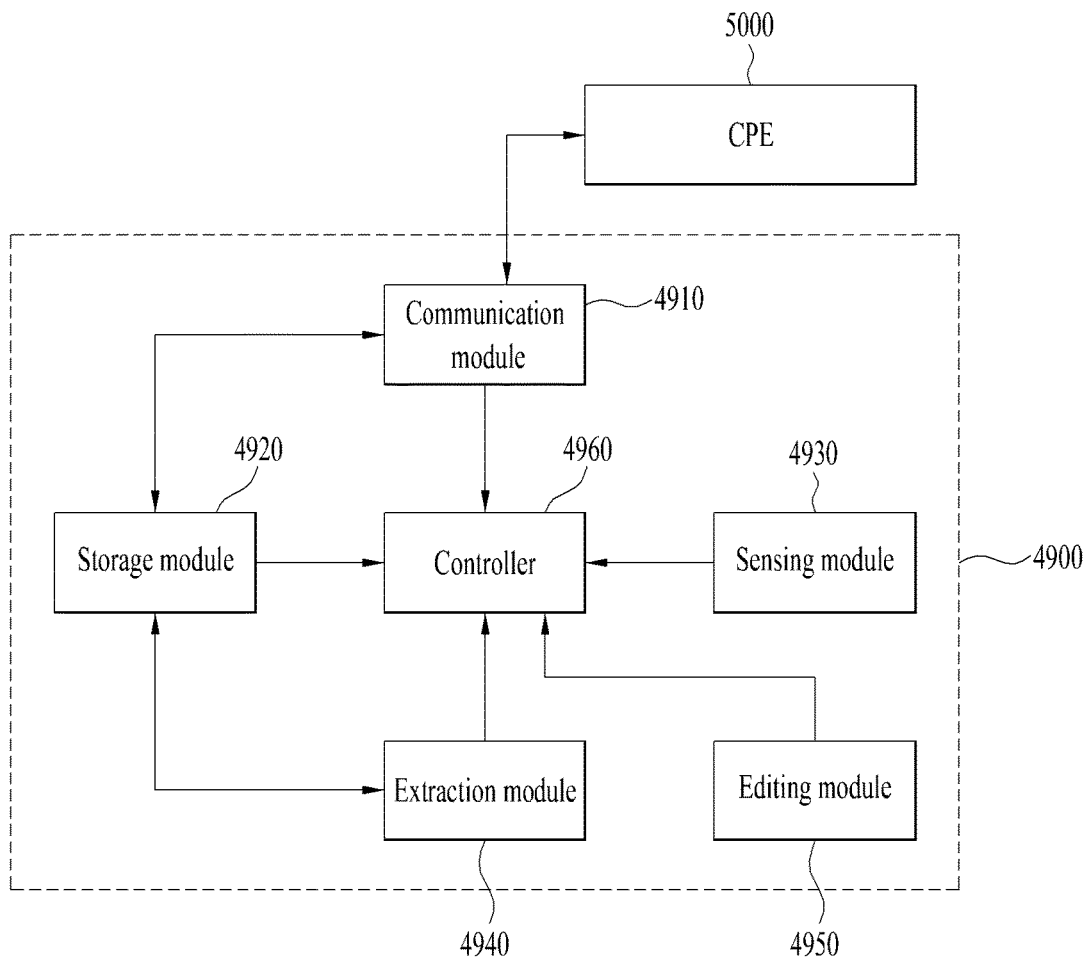 5000
CPE
Communication
module
4910
4920
4960
4930
Storage module
Controller
Sensing module
4900
Extraction module
Editing module
4940
4950